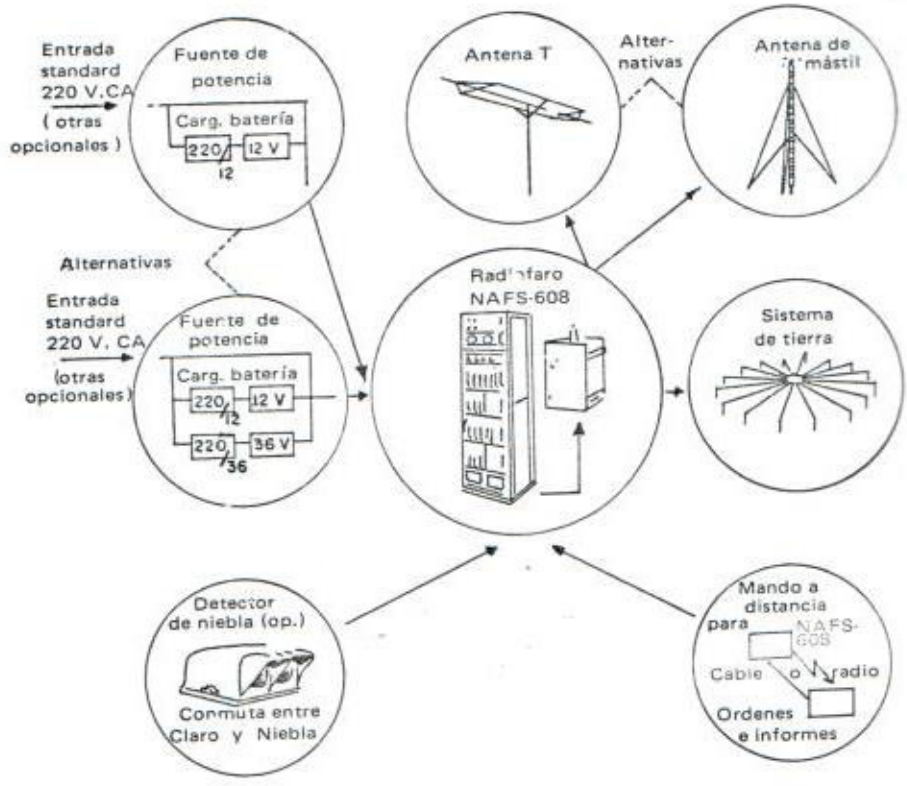 Entrada
standard
220 V.CA
( otras
opcionales )
Fuente de
potencia
Carg. batería
220/12
12 V
Antena T
Alter-
nativas
Antena de
mástil
Alternativas
Entrada
standard
220 V. CA
(otras
opcionales)
Fuente de
potencia
Carg. batería
220/12
12 V
220/36
36 V
Radiofaro
NAFS-608
Sistema
de tierra
Detector
de niebla (op.)
Conmuta entre
Claro y Niebla
Mando a
distancia
para NAFS-
608
Cable o radio
Ordenes
e informes